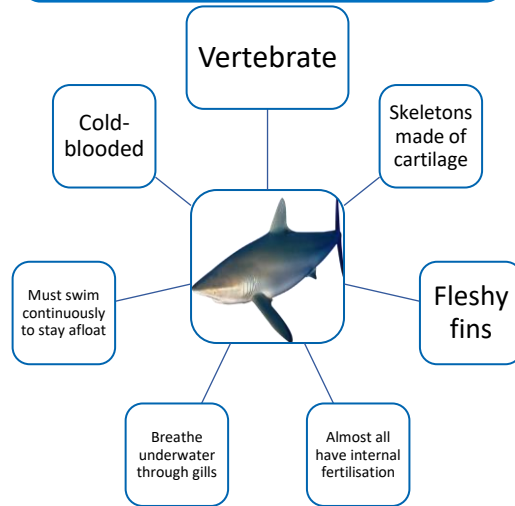 Vertebrate
Cold-
blooded
Skeletons
made of
cartilage
Must swim
continuously
to stay afloat
Fleshy
fins
Breathe
underwater
through gills
Almost all
have internal
fertilisation